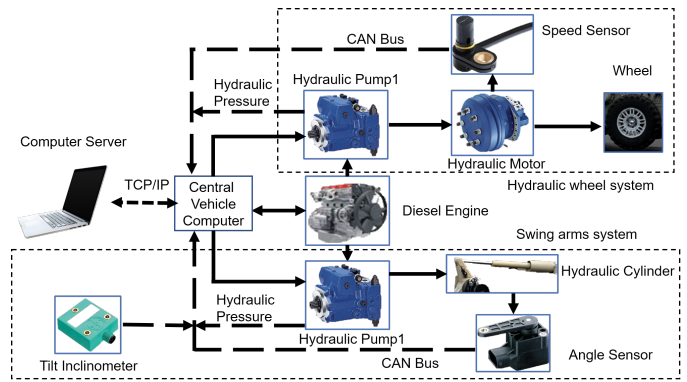 CAN Bus
Speed Sensor
Hydraulic
Pressure
Hydraulic Pump1
Wheel
Computer Server
TCP/IP
Central
Vehicle
Computer
Hydraulic Motor
Hydraulic wheel system
Diesel Engine
Swing arms system
Hydraulic Cylinder
Hydraulic
Pressure
Hydraulic Pump1
Tilt Inclinometer
CAN Bus
Angle Sensor